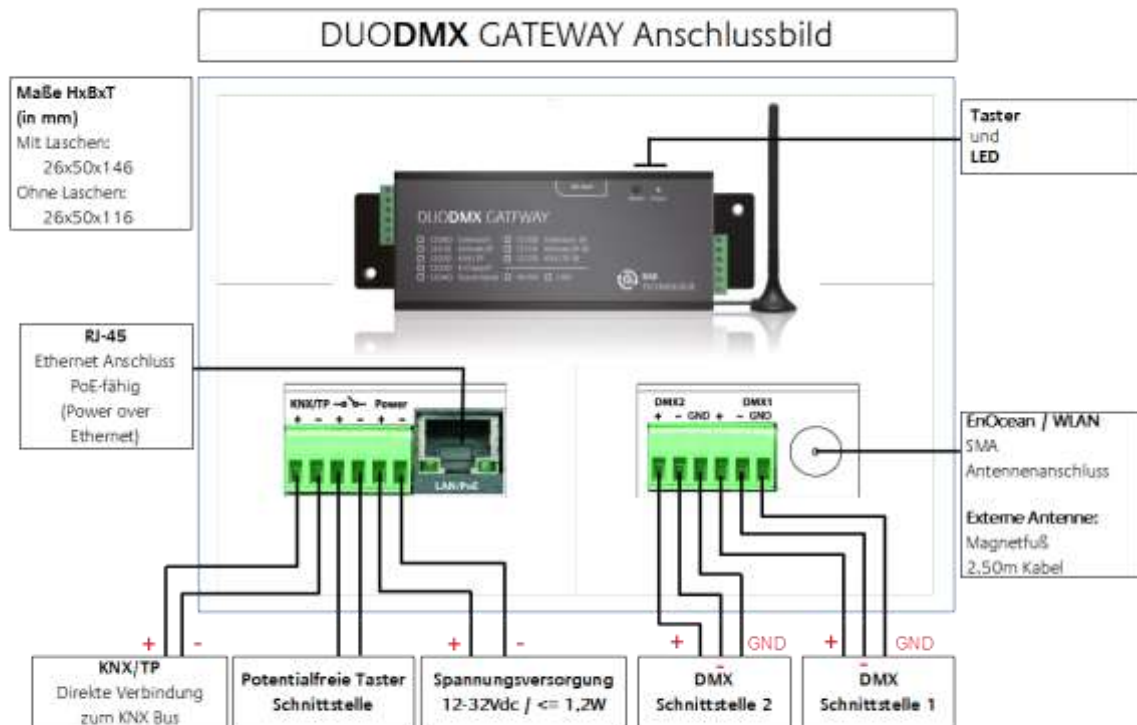 DUODMX GATEWAY Anschlussbild
Maße HxBxT
(in mm)
Mit Laschen:
26x50x146
Ohne Laschen:
26x50x116
Taster
und
LED
DUODMX GATEWAY
RJ-45
Ethernet Anschluss
PoE-fähig
(Power over
Ethernet)
KNX/TP Power
+ - + - + -
LAN/PoE
DMX2 DMX1
+ - GND + - GND
EnOcean / WLAN
SMA
Antennenanschluss
Externe Antenne:
Magnetfuß
2.50m Kabel
+ -
KNX/TP
Direkte Verbindung
zum KNX Bus
Potentialfreie Taster
Schnittstelle
+ -
Spannungsversorgung
12-32Vdc / <= 1,2W
+ - GND
DMX
Schnittstelle 2
+ - GND
DMX
Schnittstelle 1